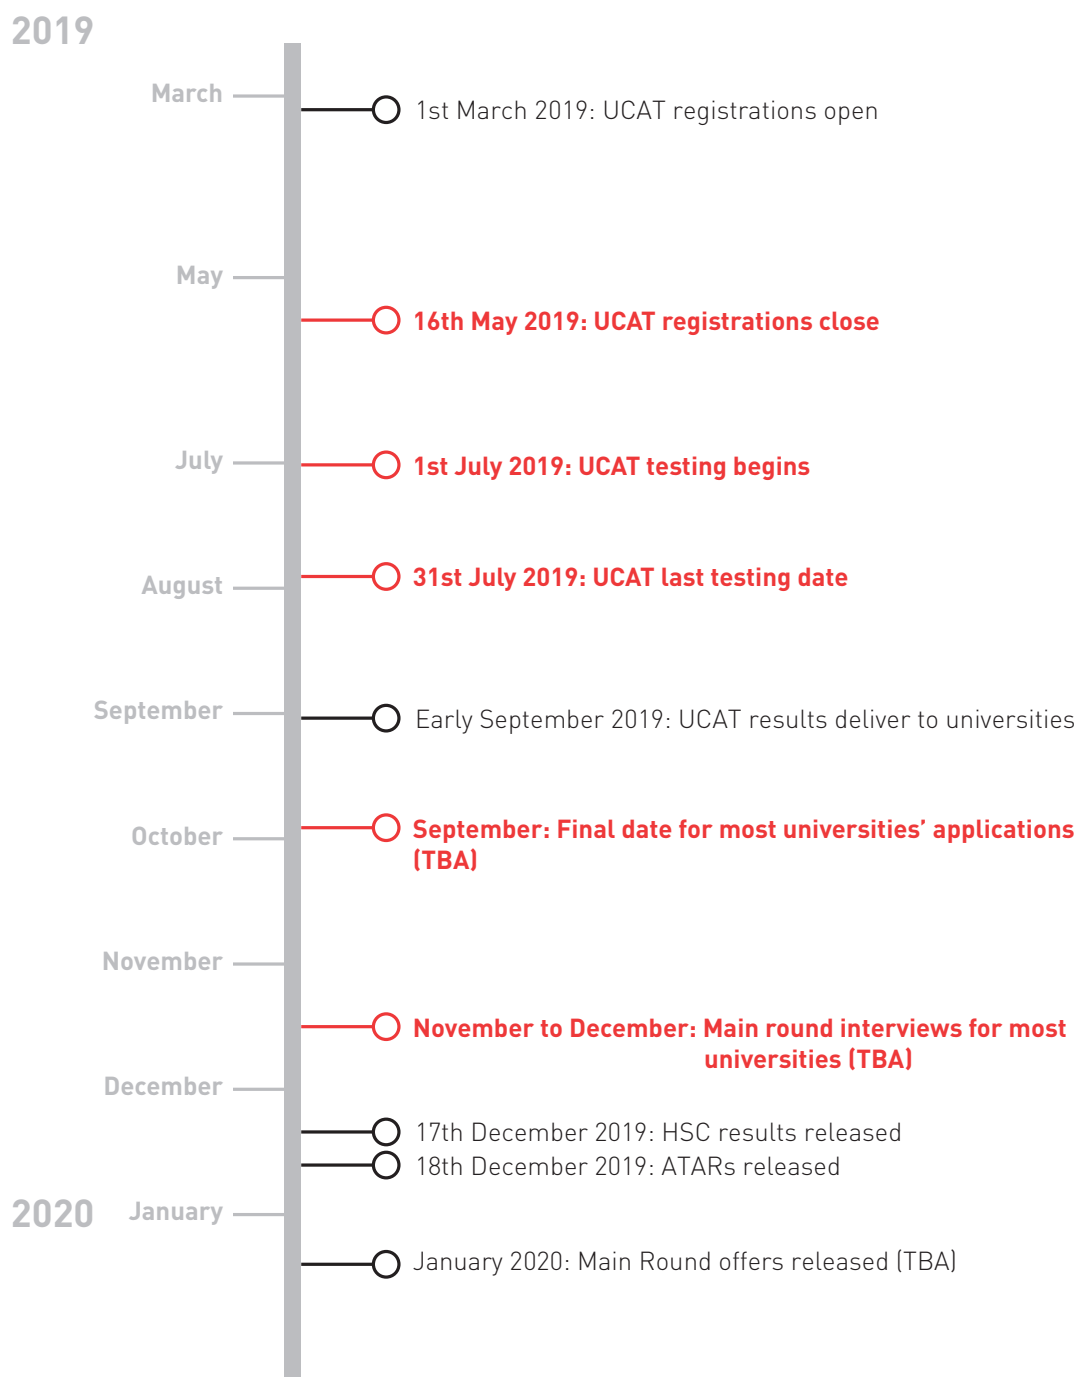 2019
March
1st March 2019: UCAT registrations open
May
16th May 2019: UCAT registrations close
July
1st July 2019: UCAT testing begins
31st July 2019: UCAT last testing date
August
September
Early September 2019: UCAT results deliver to universities
October
September: Final date for most universities’ applications
(TBA)
November
November to December: Main round interviews for most
universities (TBA)
December
17th December 2019: HSC results released
18th December 2019: ATARs released
2020
January
January 2020: Main Round offers released (TBA)